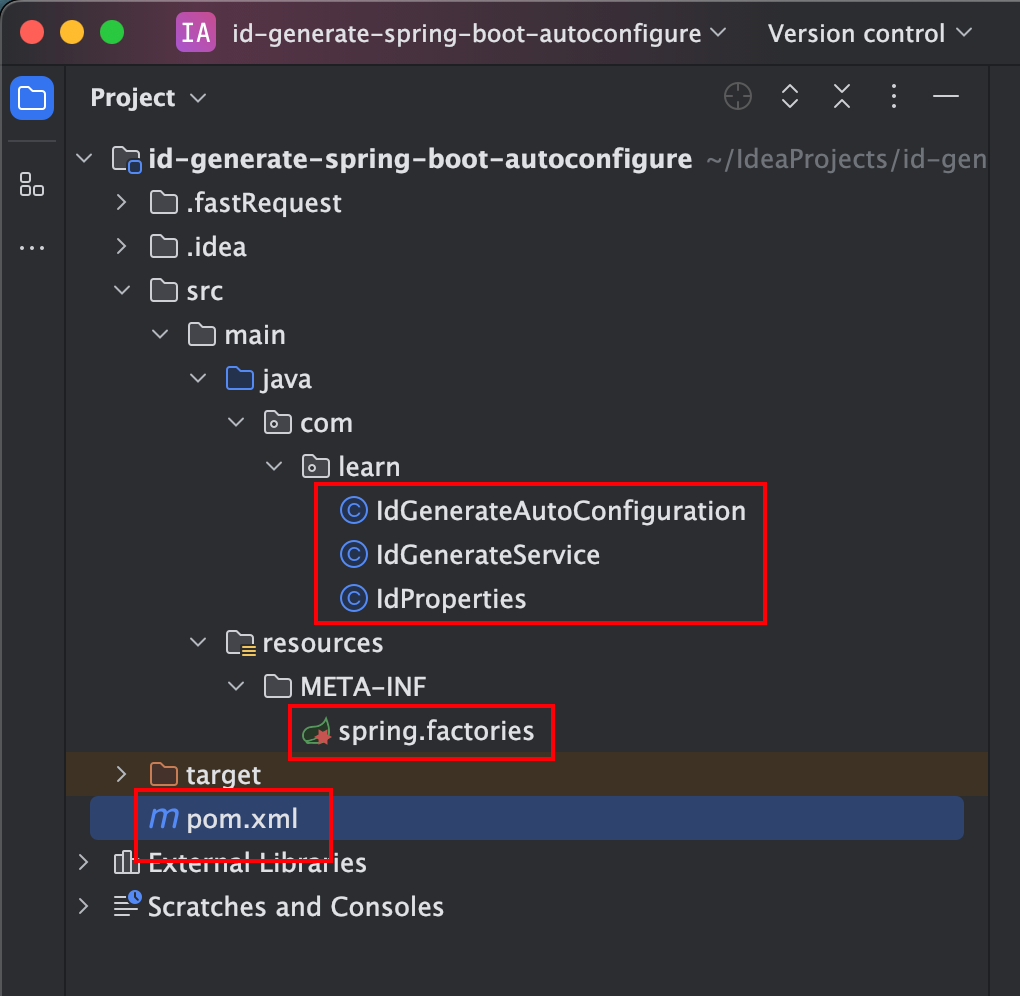 IA id-generate-spring-boot-autoconfigure Version control
Project
id-generate-spring-boot-autoconfigure ~/IdeaProjects/id-gen
.fastRequest
.idea
src
main
java
com
learn
C IdGenerateAutoConfiguration
C IdGenerateService
C IdProperties
resources
META-INF
spring.factories
target
m pom.xml
External Libraries
Scratches and Consoles